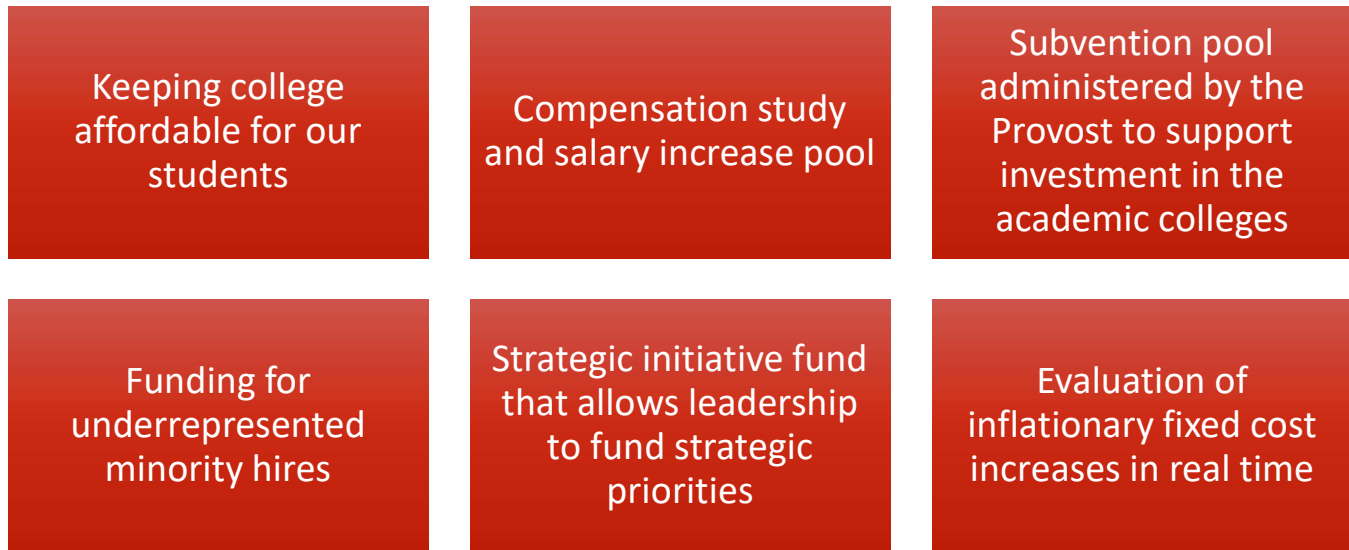 Keeping college
affordable for our
students
Compensation study
and salary increase pool
Subvention pool
administered by the
Provost to support
investment in the
academic colleges
Funding for
underrepresented
minority hires
Strategic initiative fund
that allows leadership
to fund strategic
priorities
Evaluation of
inflationary fixed cost
increases in real time